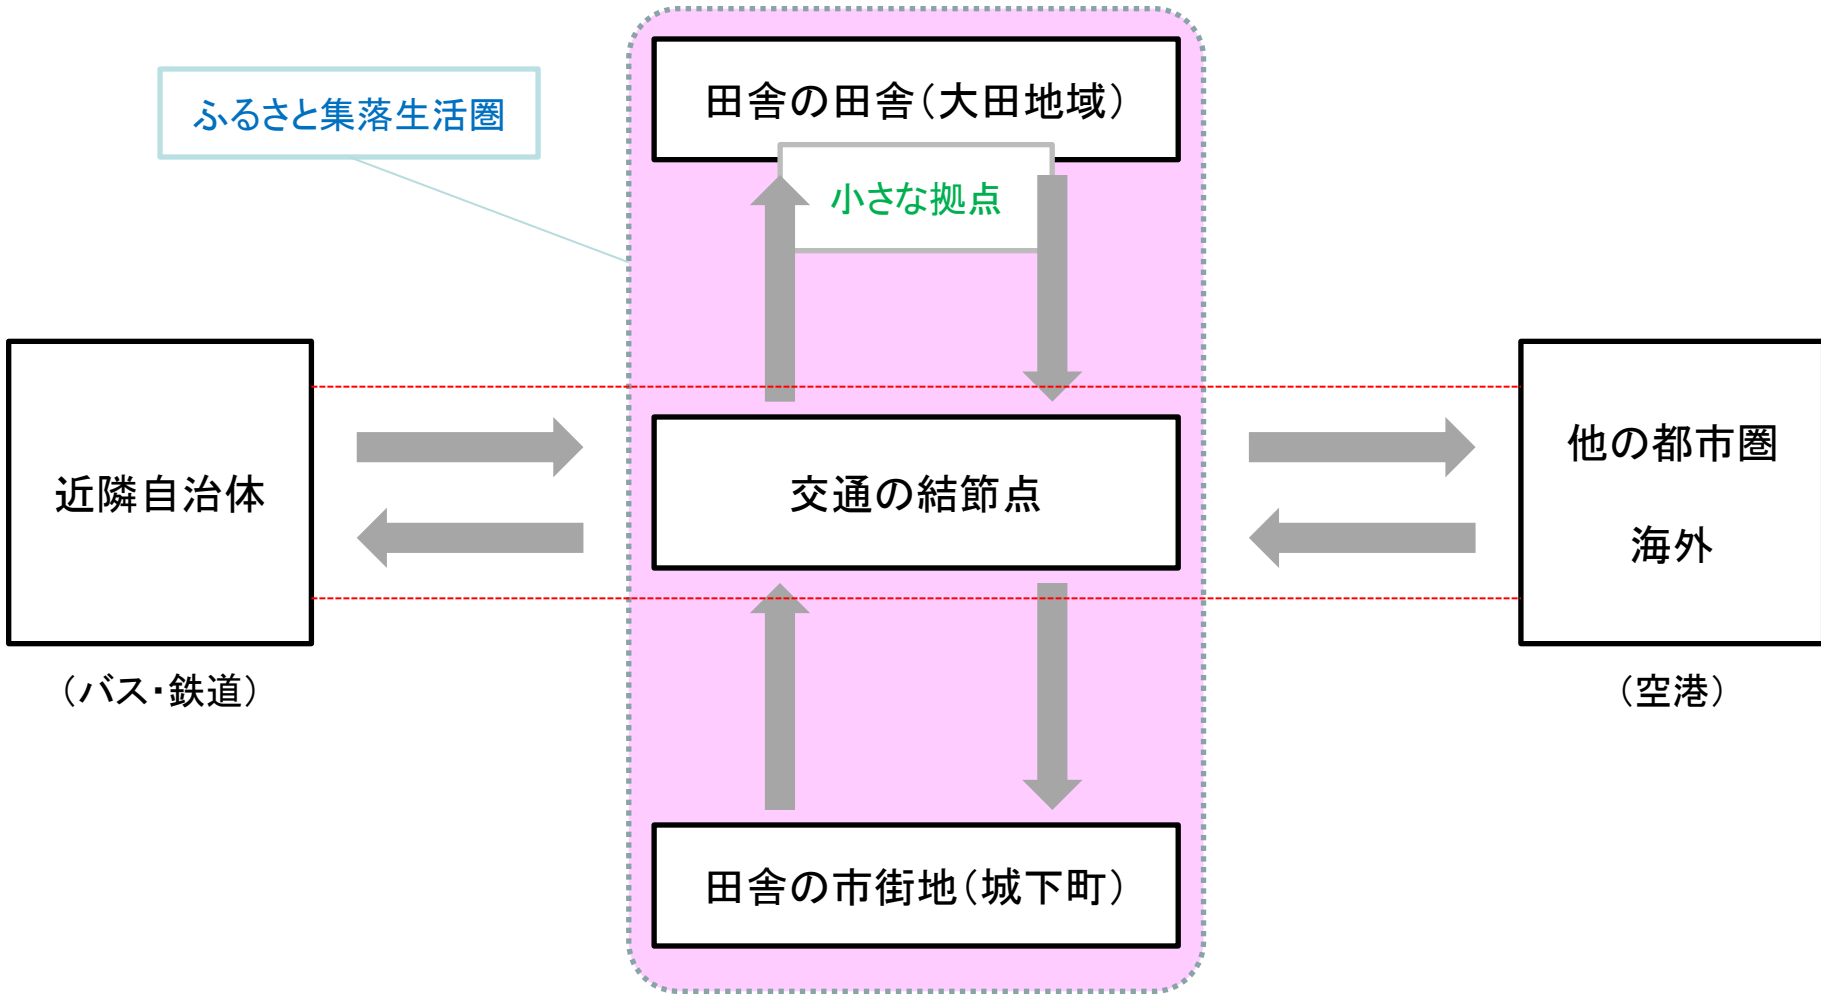 田舎の田舎（大田地域）
ふるさと集落生活圏
小さな拠点
近隣自治体
交通の結節点
他の都市圏
海外
（バス・鉄道）
（空港）
田舎の市街地（城下町）